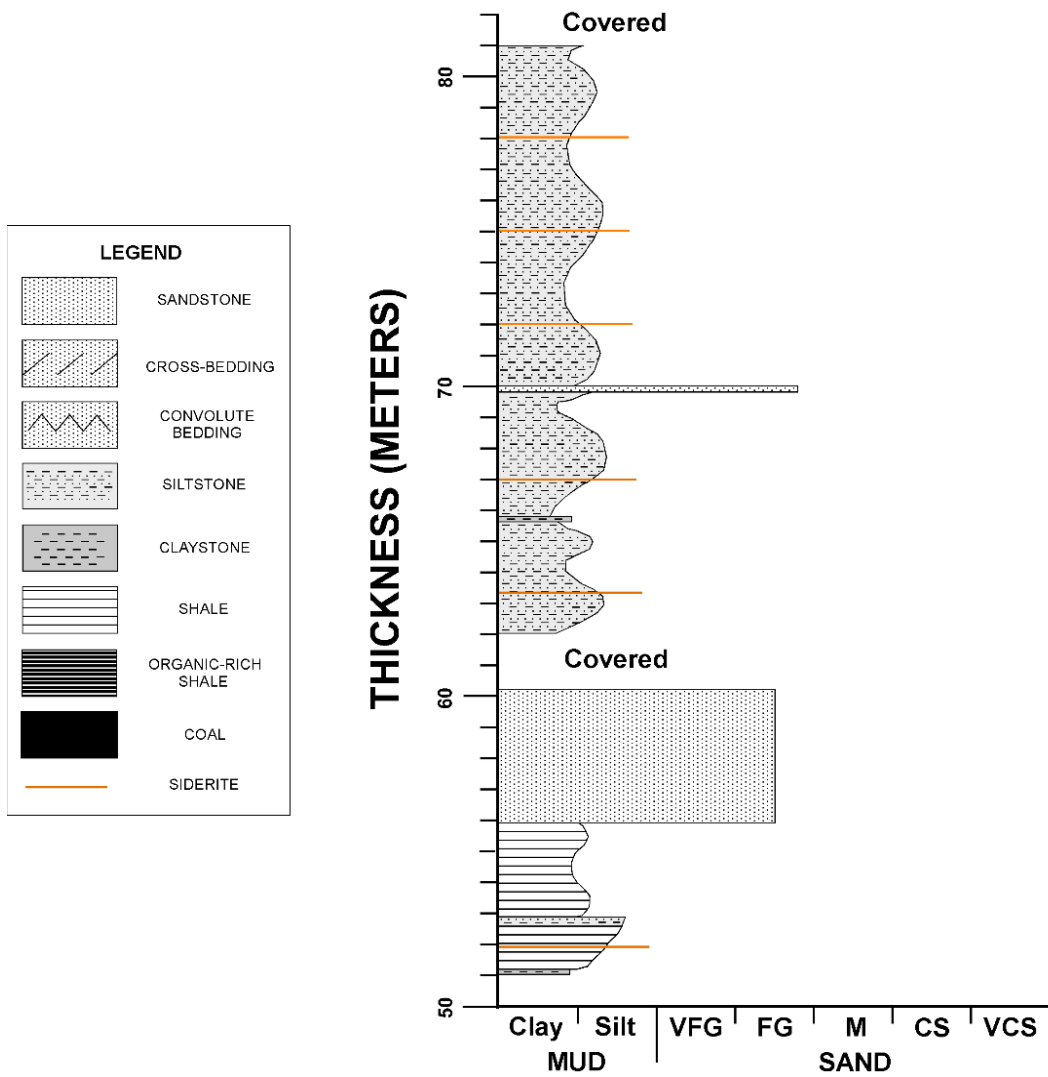 Covered
80
70
60
50
THICKNESS (METERS)
Covered
LEGEND
SANDSTONE
CROSS-BEDDING
CONVOLUTE
BEDDING
SILTSTONE
CLAYSTONE
SHALE
ORGANIC-RICH
SHALE
COAL
SIDERITE
Clay Silt VFG FG M CS VCS
MUD SAND